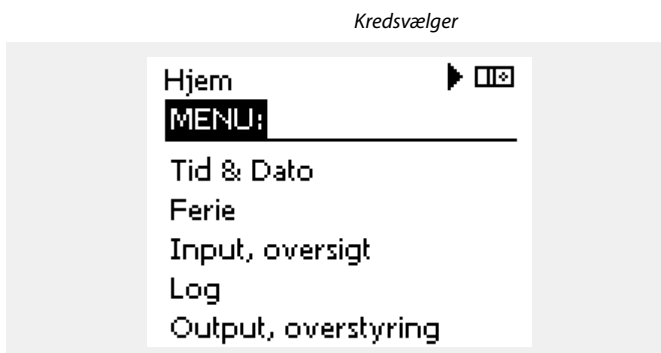 Kredsvælger
Hjem
MENU:
Tid & Dato
Ferie
Input, oversigt
Log
Output, overstyring